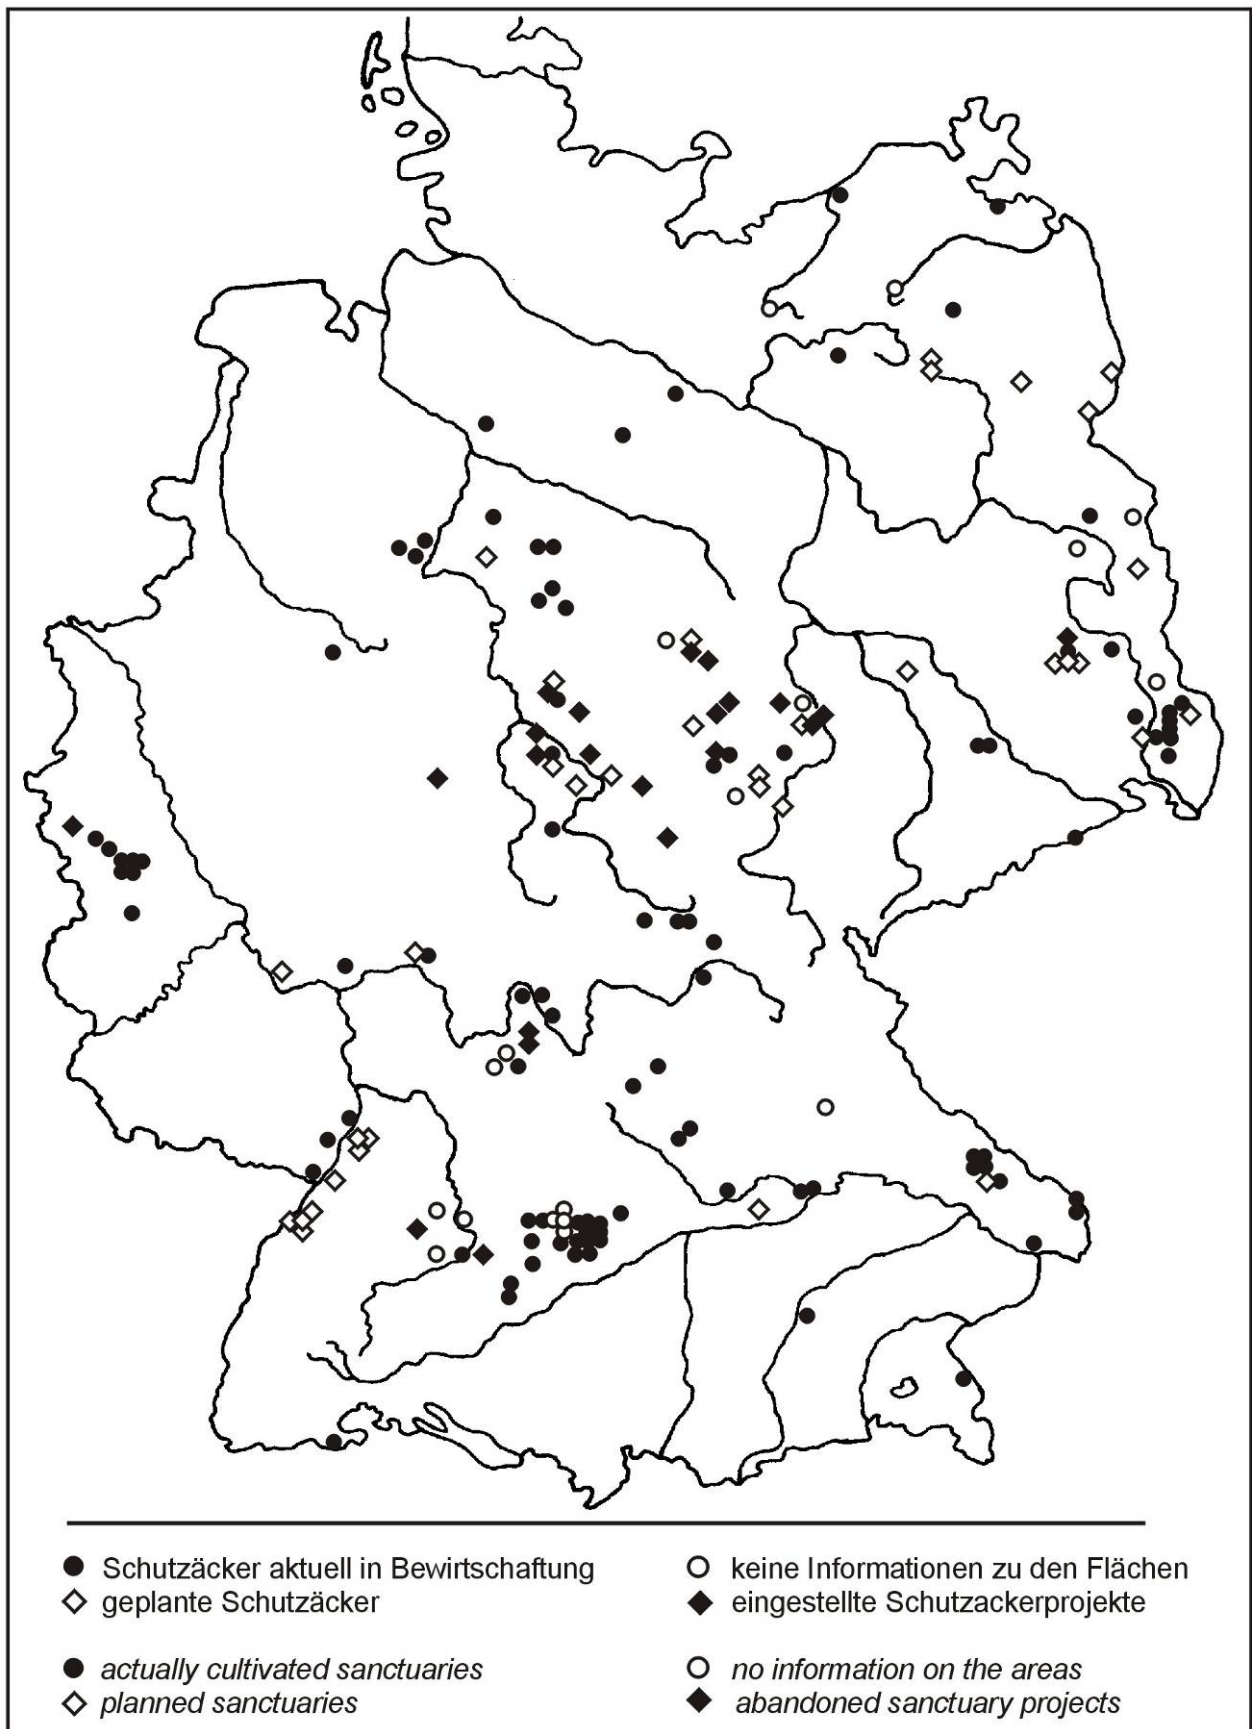 Schutzäcker aktuell in Bewirtschaftung
geplante Schutzäcker
keine Informationen zu den Flächen
eingestellte Schutzackerprojekte
actually cultivated sanctuaries
planned sanctuaries
no information on the areas
abandoned sanctuary projects